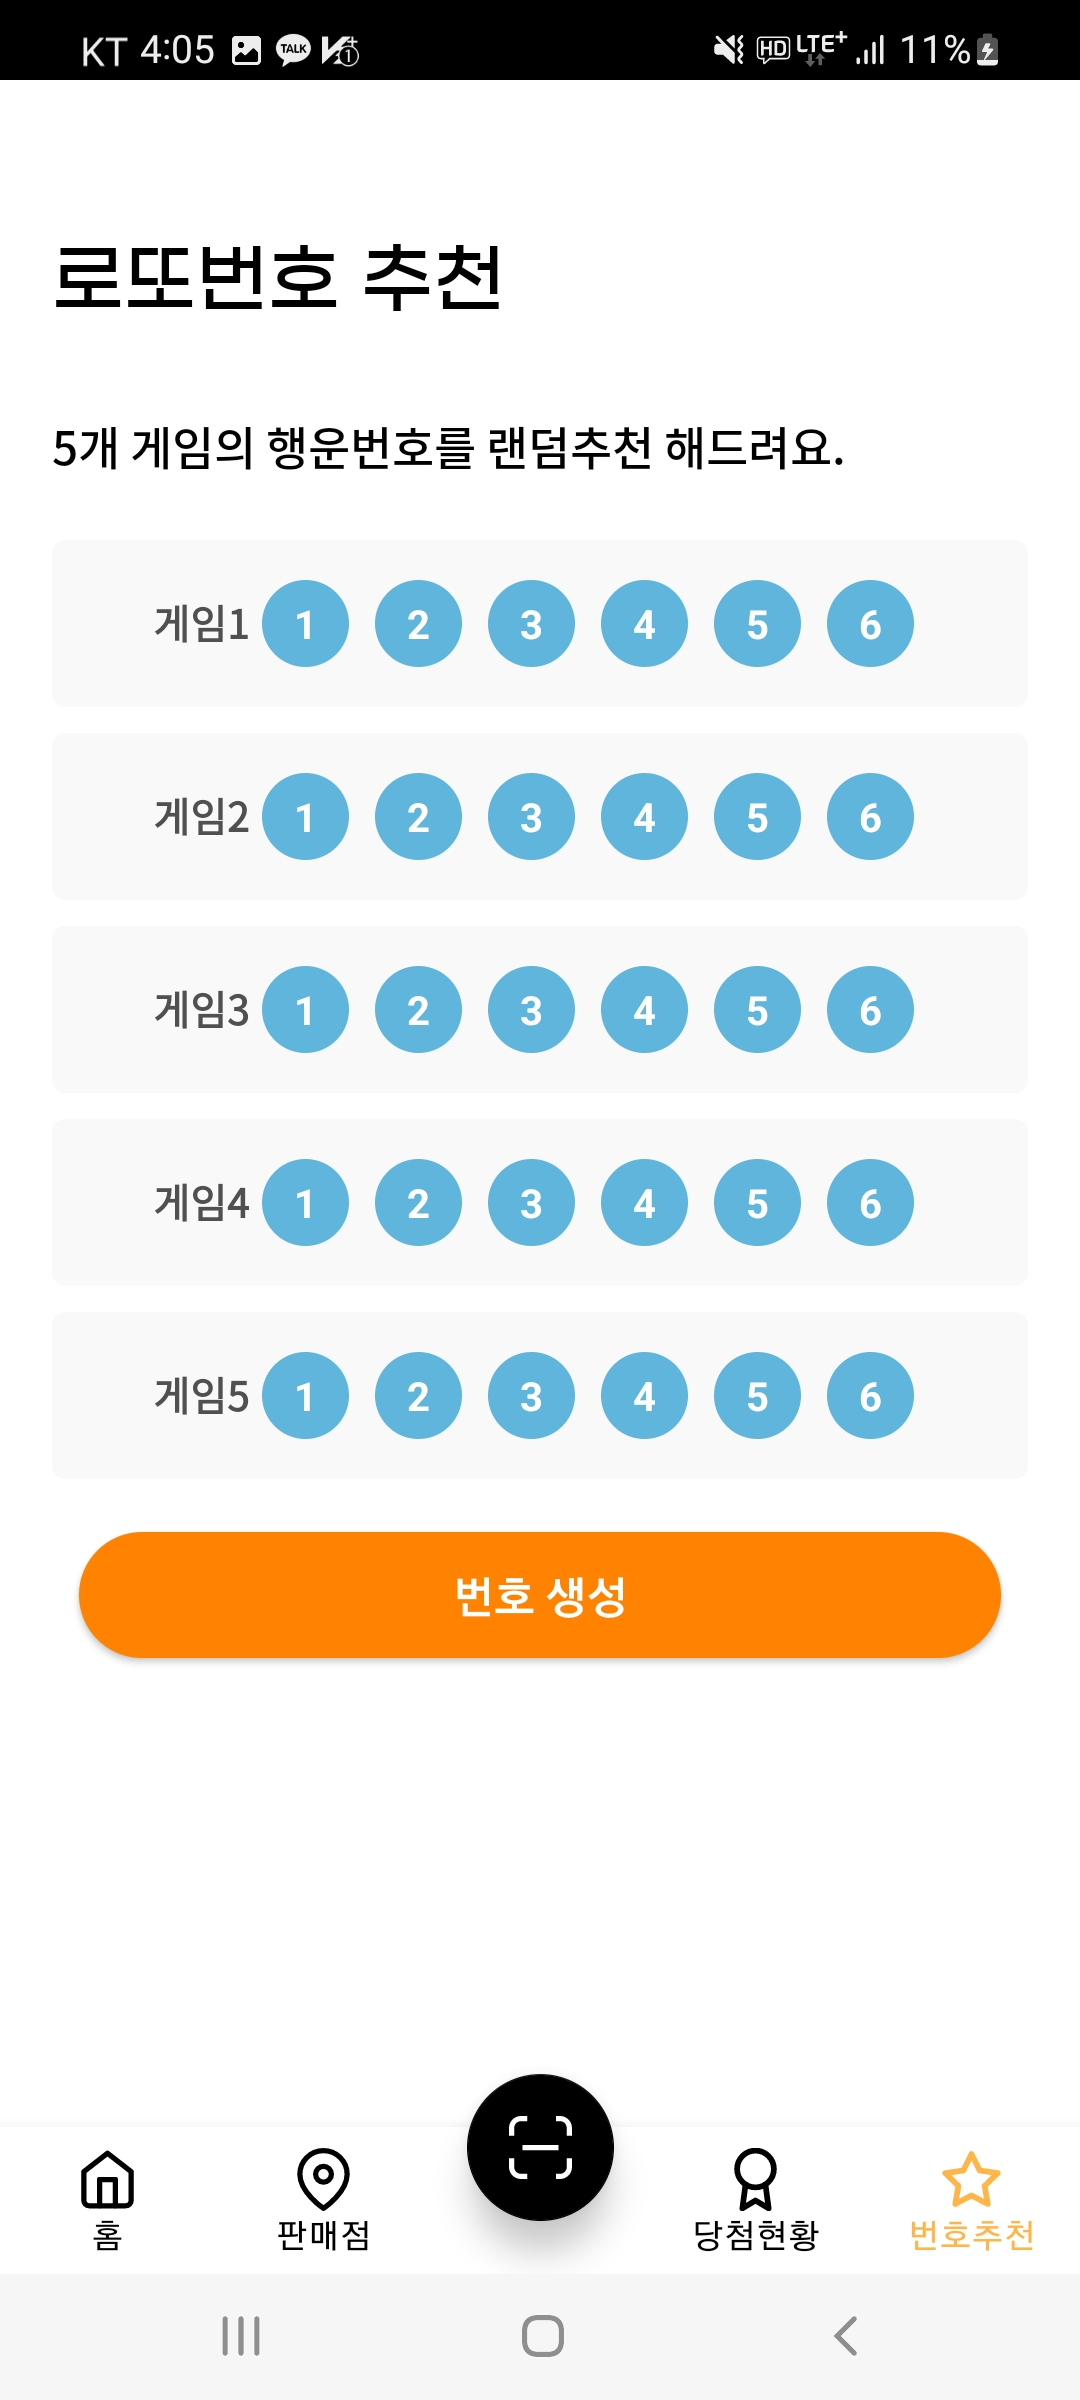 KT 4:05 TALK 1 HD LTE+ 11%
로또번호 추천
5개 게임의 행운번호를 랜덤추천 해드려요.
게임1 1 2 3 4 5 6
게임2 1 2 3 4 5 6
게임3 1 2 3 4 5 6
게임4 1 2 3 4 5 6
게임5 1 2 3 4 5 6
번호 생성
홈 판매점 당첨현황 번호추천